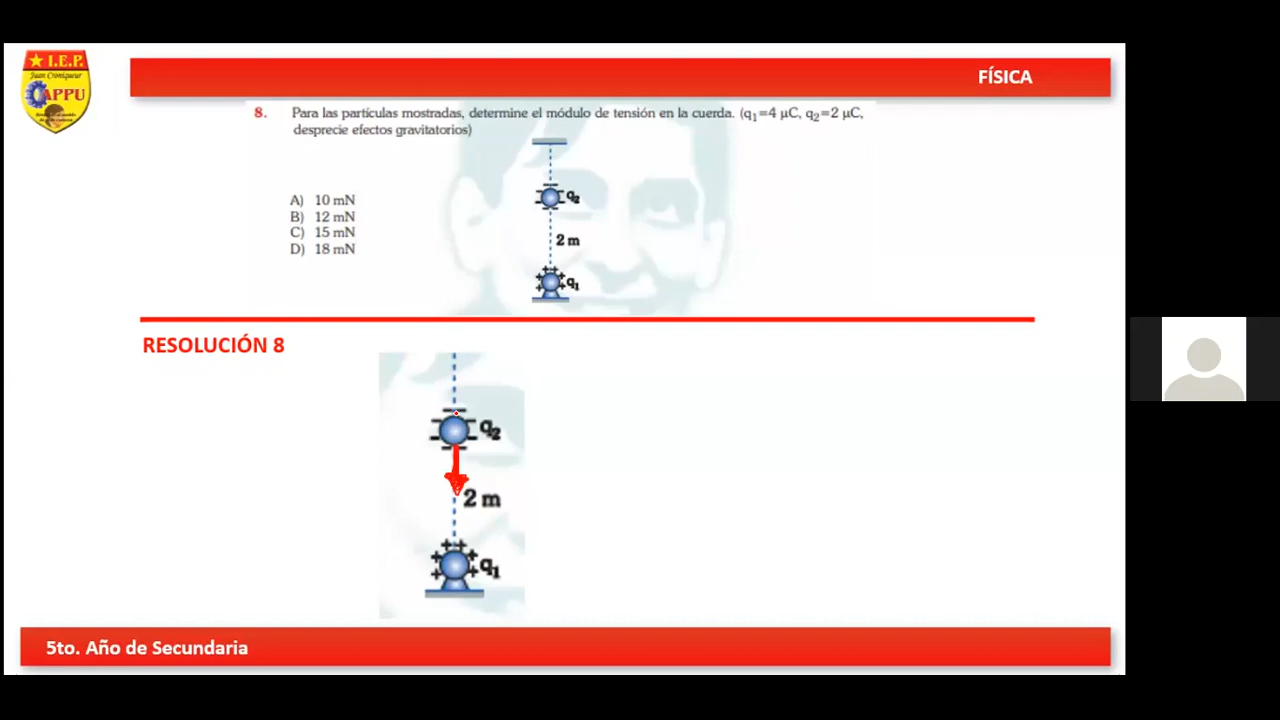 I.E.P.
Juan Croniqueur
CAPPU
FÍSICA
8. Para las partículas mostradas, determine el módulo de tensión en la cuerda. (q₁=4 µC, q₂=2 µC,
desprecie efectos gravitatorios)
A) 10 mN
B) 12 mN
C) 15 mN
D) 18 mN
q₂
2 m
q₁
RESOLUCIÓN 8
q₂
2 m
q₁
5to. Año de Secundaria